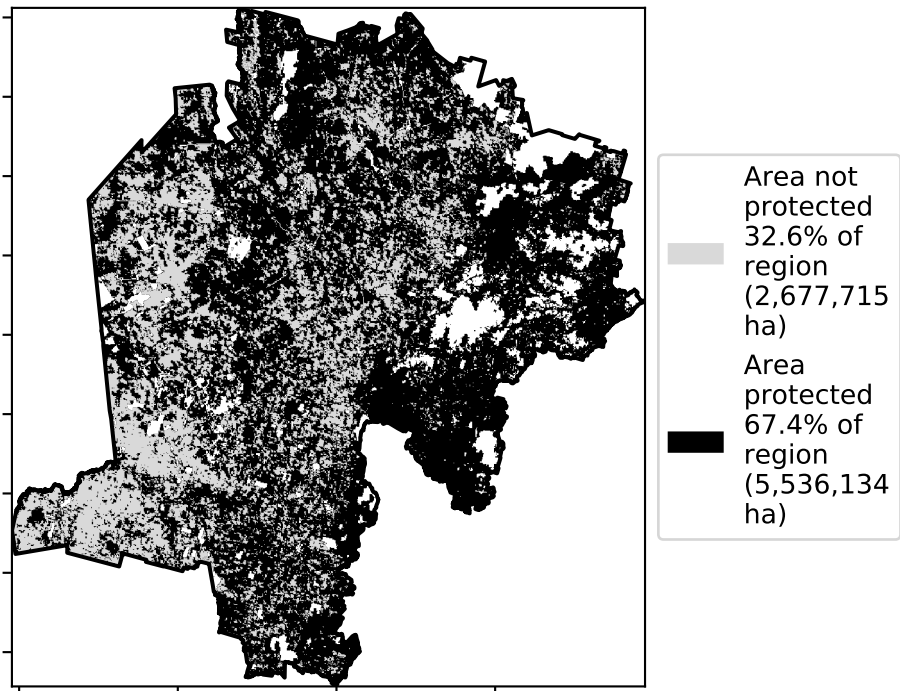 Area not
protected
32.6% of
region
(2,677,715
ha)
Area
protected
67.4% of
region
(5,536,134
ha)